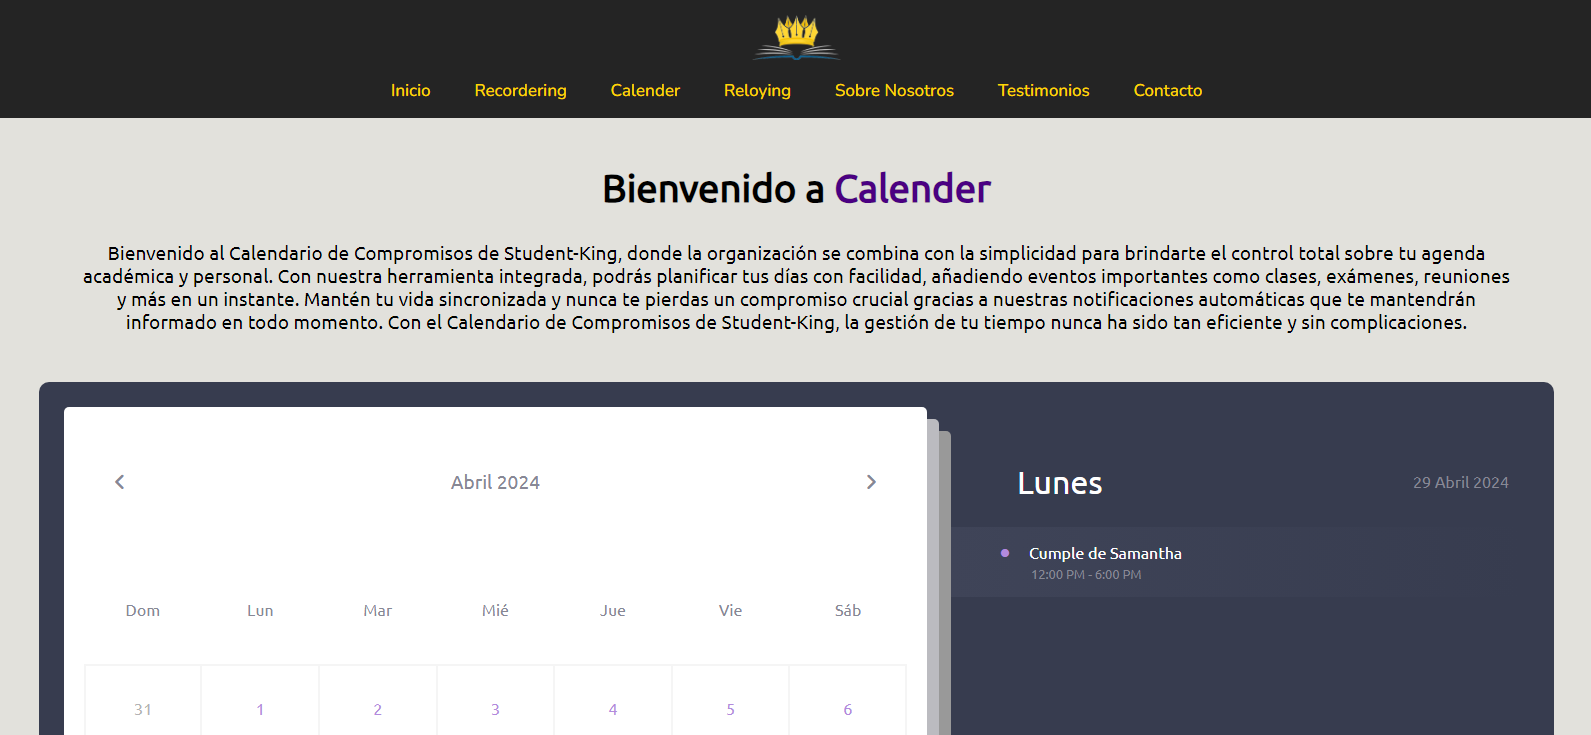 Inicio Recordering Calender Reloying Sobre Nosotros Testimonios Contacto
Bienvenido a Calender
Bienvenido al Calendario de Compromisos de Student-King, donde la organización se combina con la simplicidad para brindarte el control total sobre tu agenda
académica y personal. Con nuestra herramienta integrada, podrás planificar tus días con facilidad, añadiendo eventos importantes como clases, exámenes, reuniones
y más en un instante. Mantén tu vida sincronizada y nunca te pierdas un compromiso crucial gracias a nuestras notificaciones automáticas que te mantendrán
informado en todo momento. Con el Calendario de Compromisos de Student-King, la gestión de tu tiempo nunca ha sido tan eficiente y sin complicaciones.
Abril 2024
Dom Lun Mar Mié Jue Vie Sáb
31 1 2 3 4 5 6
Lunes
29 Abril 2024
Cumple de Samantha
12:00 PM - 6:00 PM